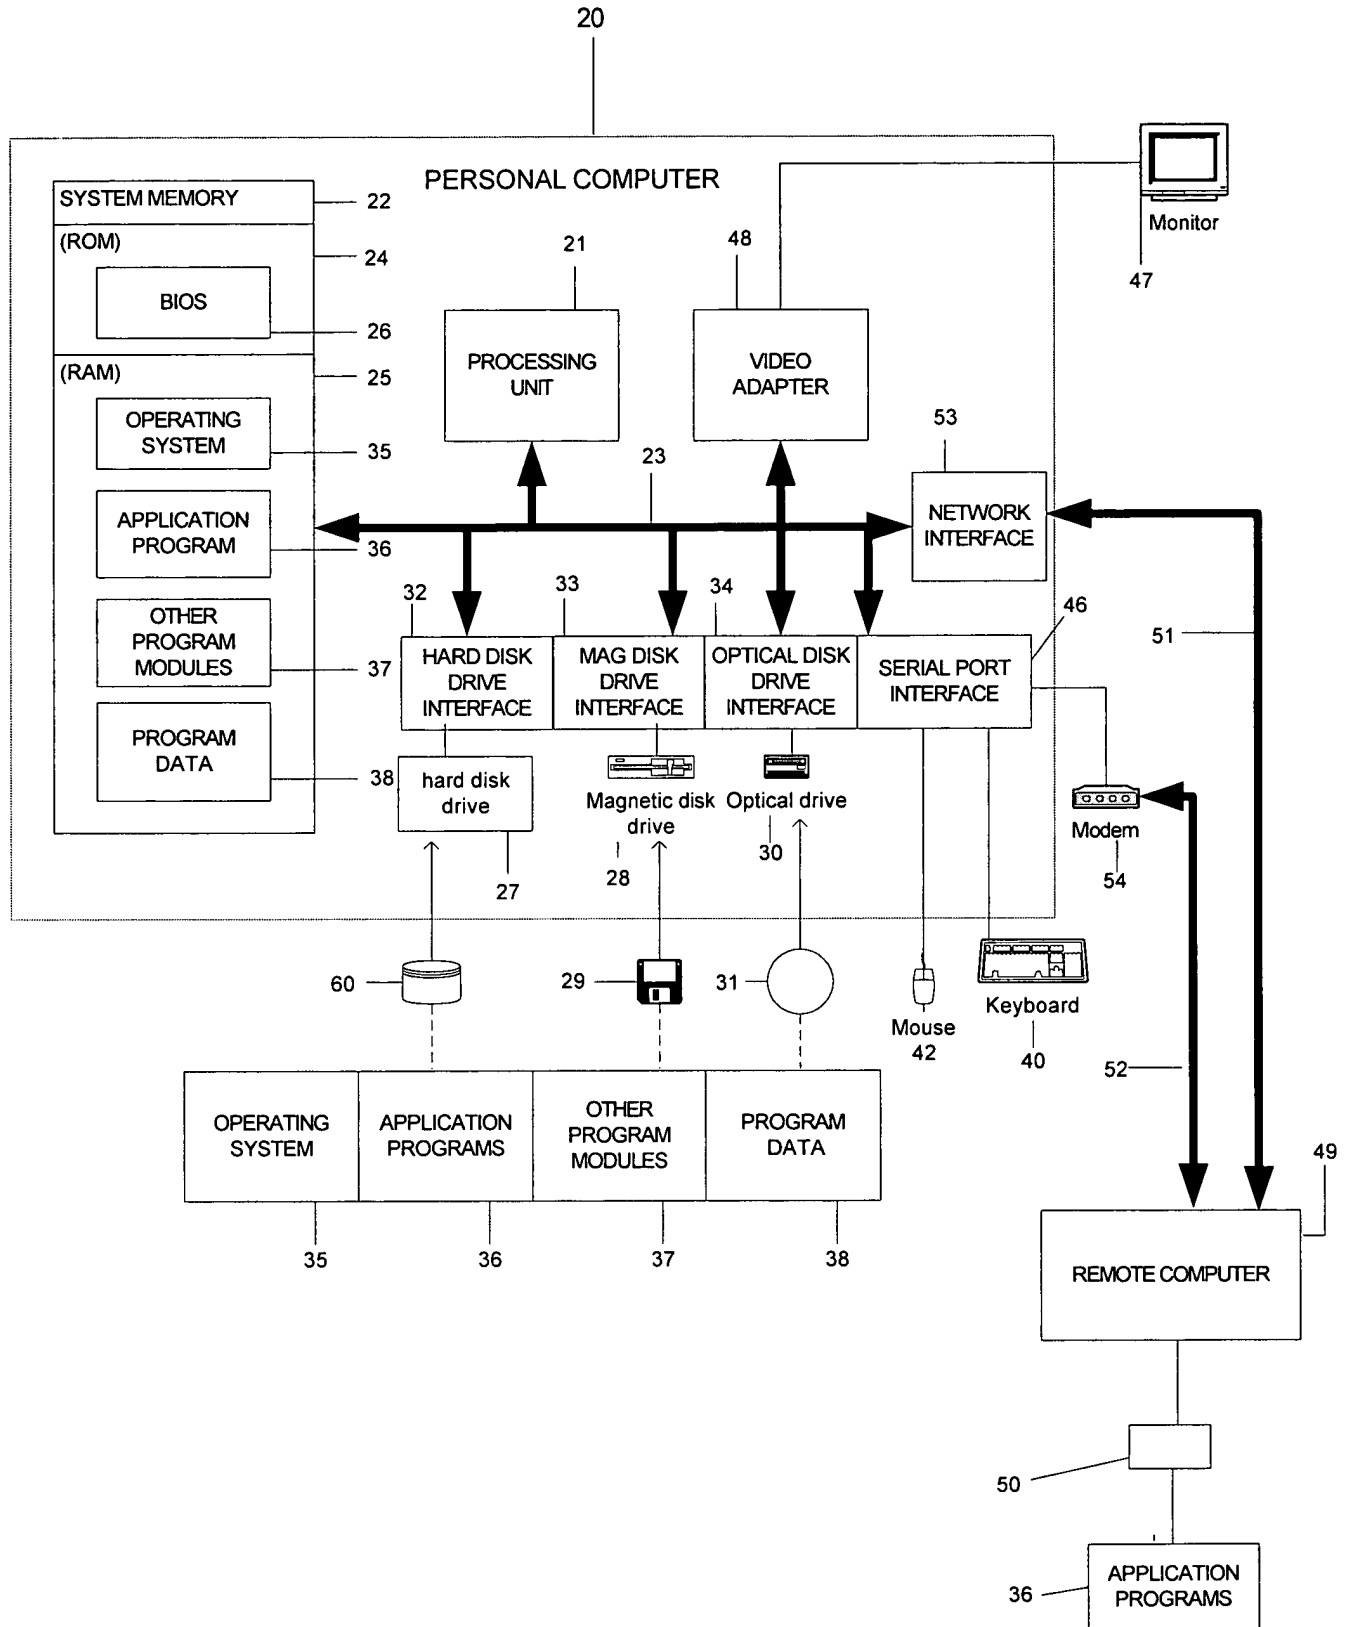 20
PERSONAL COMPUTER
SYSTEM MEMORY
22
(ROM)
24
BIOS
26
(RAM)
25
OPERATING
SYSTEM
35
APPLICATION
PROGRAM
36
OTHER
PROGRAM
MODULES
37
PROGRAM
DATA
38
21
PROCESSING
UNIT
48
VIDEO
ADAPTER
Monitor
47
23
53
NETWORK
INTERFACE
32
HARD DISK
DRIVE
INTERFACE
33
MAG DISK
DRIVE
INTERFACE
34
OPTICAL DISK
DRIVE
INTERFACE
46
SERIAL PORT
INTERFACE
51
hard disk
drive
27
Magnetic disk
drive
28
Optical drive
30
Modem
54
60
29
31
Mouse
42
Keyboard
40
52
OPERATING
SYSTEM
APPLICATION
PROGRAMS
OTHER
PROGRAM
MODULES
PROGRAM
DATA
35
36
37
38
49
REMOTE COMPUTER
50
36
APPLICATION
PROGRAMS